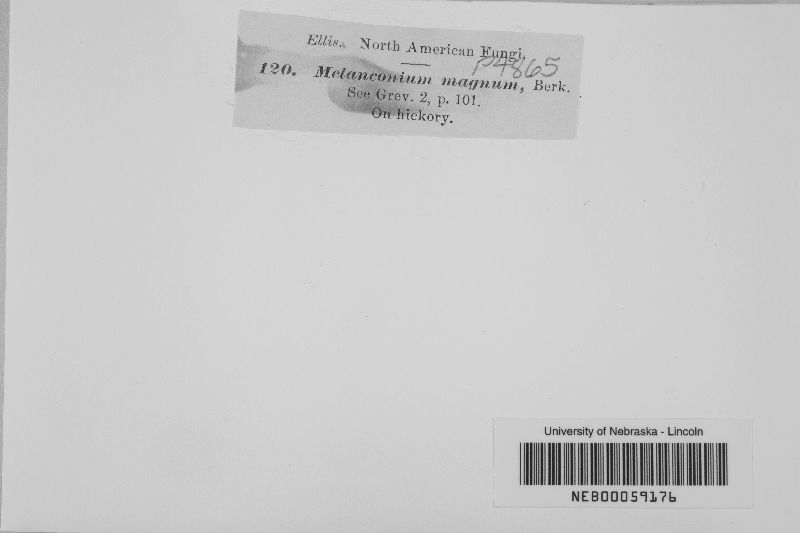 Ellis. North American Fungi.
P4865
120. Melanconium magnum, Berk.
See Grev. 2, p. 101.
On hickory.
University of Nebraska - Lincoln
NEB00059176